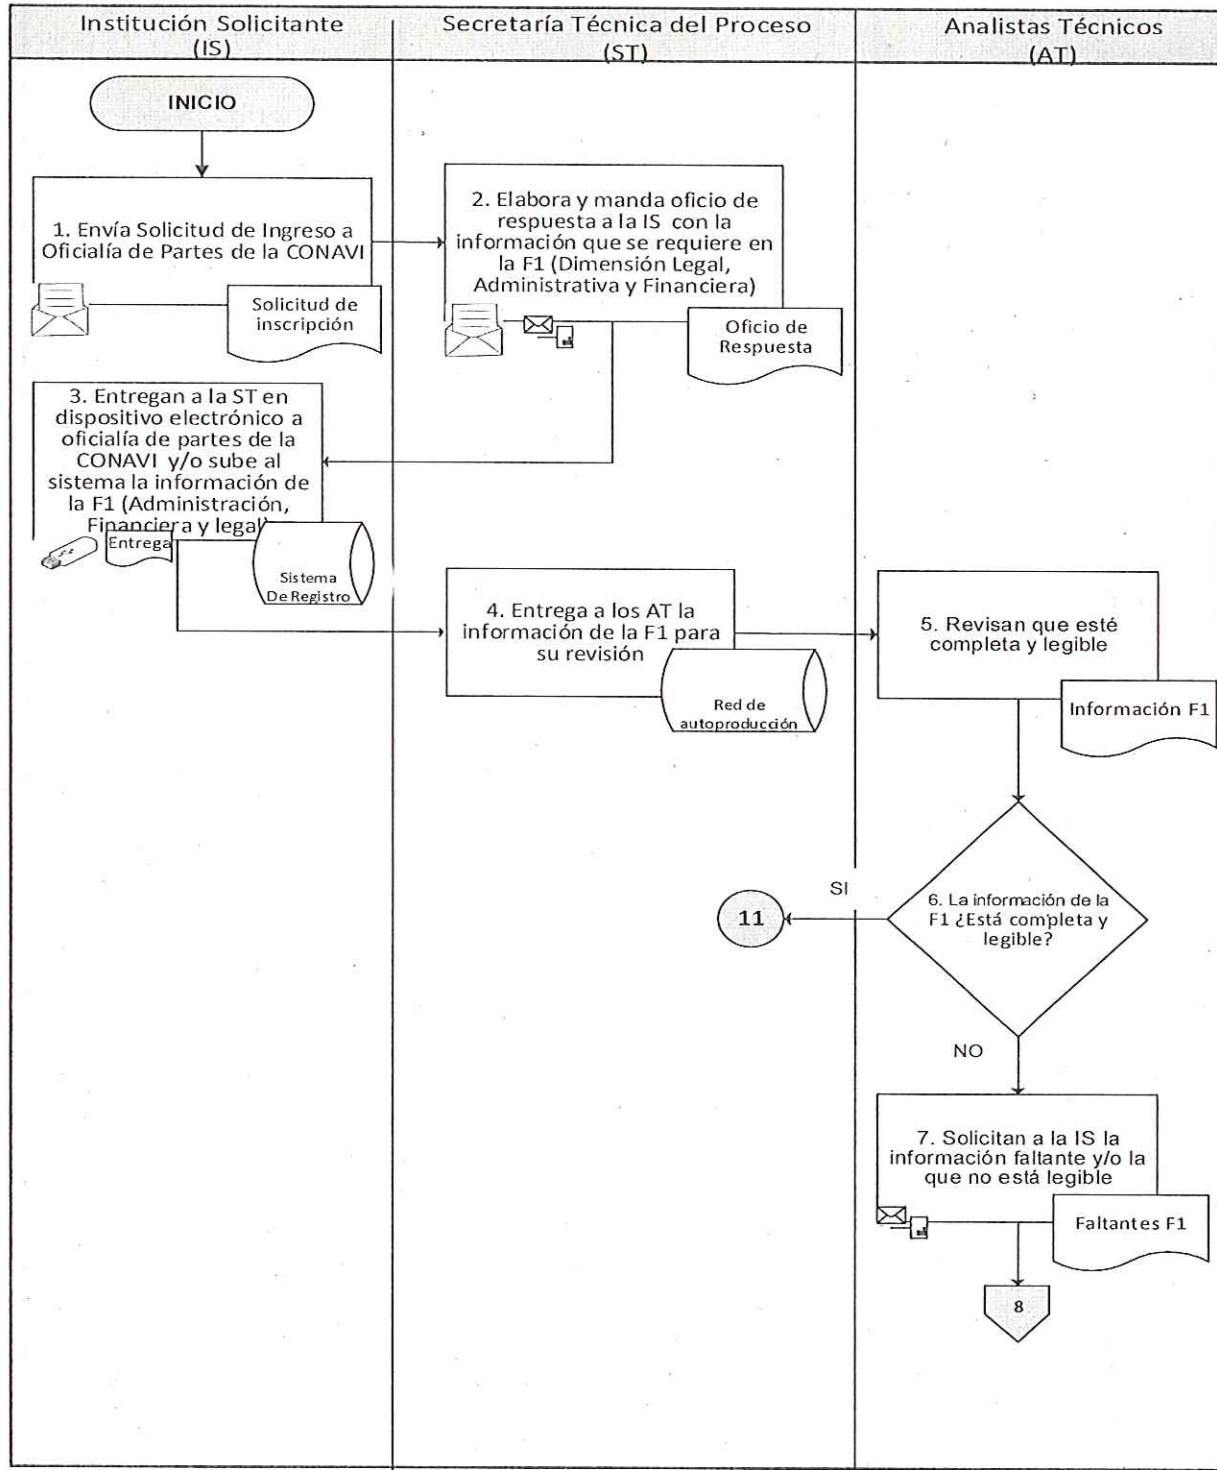 Institución Solicitante
(IS)
Secretaría Técnica del Proceso
(ST)
Analistas Técnicos
(AT)
INICIO
1. Envía Solicitud de Ingreso a
Oficialía de Partes de la CONAVI
Solicitud de
inscripción
2. Elabora y manda oficio de
respuesta a la IS con la
información que se requiere en
la F1 (Dimensión Legal,
Administrativa y Financiera)
Oficio de
Respuesta
3. Entregan a la ST en
dispositivo electrónico a
oficialía de partes de la
CONAVI y/o sube al
sistema la información de
la F1 (Administración,
Financiera y legal)
Entrega
Sistema
De Registro
4. Entrega a los AT la
información de la F1 para
su revisión
Red de
autoproducción
5. Revisan que esté
completa y legible
Información F1
6. La información de la
F1 ¿Está completa y
legible?
SI
11
NO
7. Solicitan a la IS la
información faltante y/o la
que no está legible
Faltantes F1
8